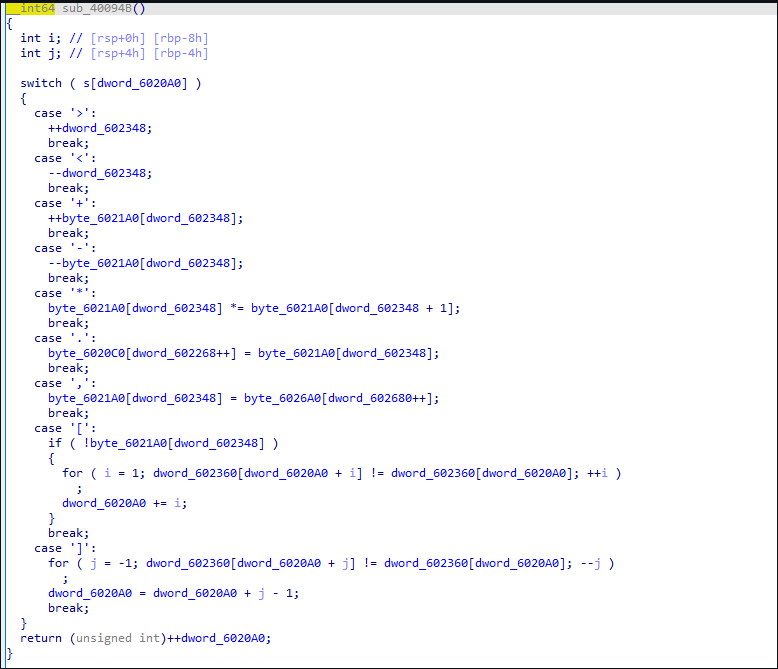 __int64 sub_40094B()
{
  int i; // [rsp+0h] [rbp-8h]
  int j; // [rsp+4h] [rbp-4h]

  switch ( s[dword_6020A0] )
  {
    case '>':
      ++dword_602348;
      break;
    case '<':
      --dword_602348;
      break;
    case '+':
      ++byte_6021A0[dword_602348];
      break;
    case '-':
      --byte_6021A0[dword_602348];
      break;
    case '*':
      byte_6021A0[dword_602348] *= byte_6021A0[dword_602348 + 1];
      break;
    case '.':
      byte_6020C0[dword_602268++] = byte_6021A0[dword_602348];
      break;
    case ',':
      byte_6021A0[dword_602348] = byte_6026A0[dword_602680++];
      break;
    case '[':
      if ( !byte_6021A0[dword_602348] )
      {
        for ( i = 1; dword_602360[dword_6020A0 + i] != dword_602360[dword_6020A0]; ++i )
          ;
        dword_6020A0 += i;
      }
      break;
    case ']':
      for ( j = -1; dword_602360[dword_6020A0 + j] != dword_602360[dword_6020A0]; --j )
        ;
      dword_6020A0 = dword_6020A0 + j - 1;
      break;
  }
  return (unsigned int)++dword_6020A0;
}